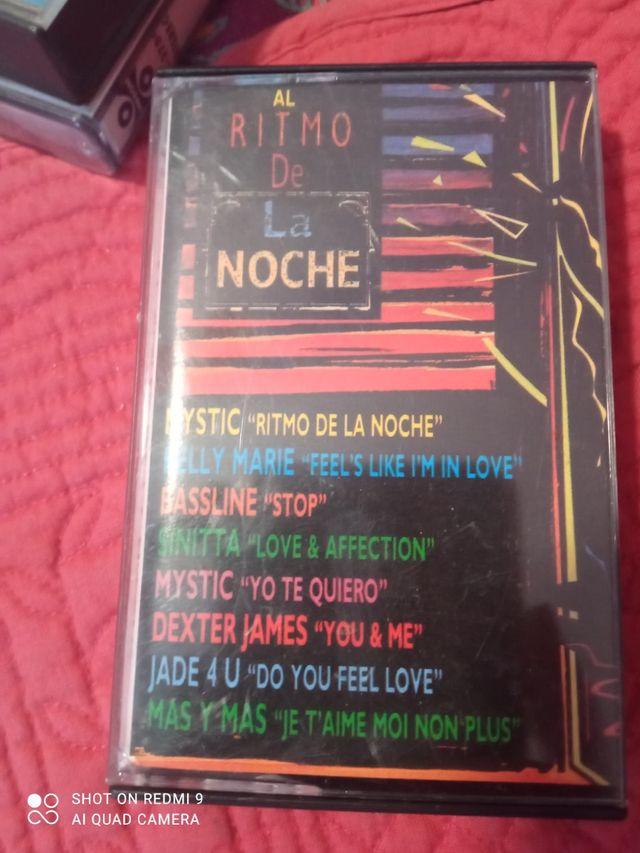 AL
RITMO
De
La
NOCHE
MYSTIC "RITMO DE LA NOCHE"
KELLY MARIE "FEEL'S LIKE I'M IN LOVE"
BASSLINE "STOP"
SINITTA "LOVE & AFFECTION"
MYSTIC "YO TE QUIERO"
DEXTER JAMES "YOU & ME"
JADE 4 U "DO YOU FEEL LOVE"
MAS Y MAS "JE T'AIME MOI NON PLUS"
SHOT ON REDMI 9
AI QUAD CAMERA